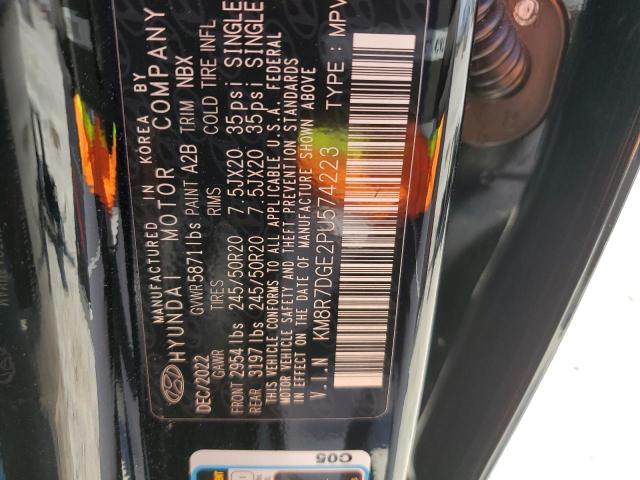 MANUFACTURED IN KOREA BY
HYUNDAI MOTOR COMPANY
DEC/2022 GVWR 5871lbs PAINT A2B TRIM NBX
GAWR TIRES RIMS COLD TIRE INFL
FRONT 2954lbs 245/50R20 7.5JX20 35psi SINGLE
REAR 3197lbs 245/50R20 7.5JX20 35psi SINGLE
THIS VEHICLE CONFORMS TO ALL APPLICABLE U.S.A. FEDERAL
MOTOR VEHICLE SAFETY AND THEFT PREVENTION STANDARDS
IN EFFECT ON THE DATE OF MANUFACTURE SHOWN ABOVE
V.I.N KM8R7DGE2PU574223 TYPE : MPV
C05